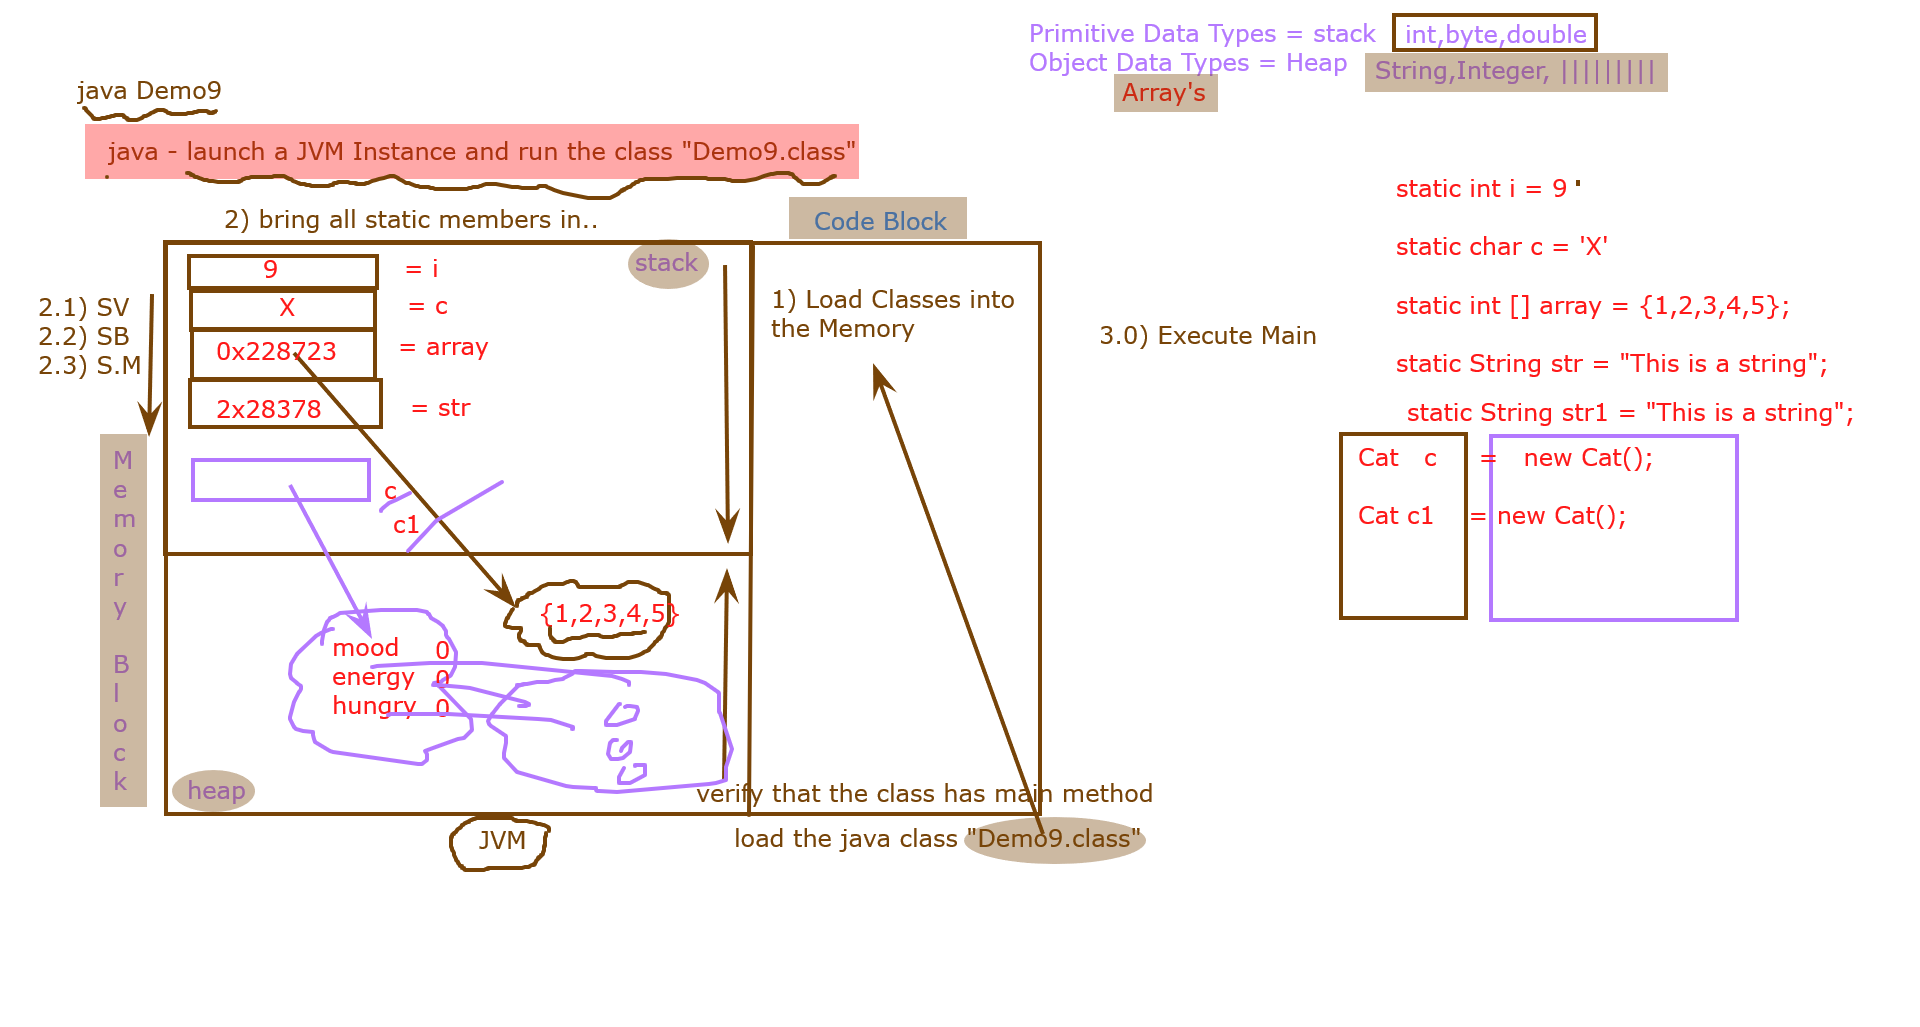 Primitive Data Types = stack int,byte,double
Object Data Types = Heap String,Integer, |||||||||
Array's
java Demo9
java - launch a JVM Instance and run the class "Demo9.class"
2) bring all static members in..
Code Block
stack
9 = i
X = c
0x228723 = array
2x28378 = str
c
c1
2.1) SV
2.2) SB
2.3) S.M
Memory Block
1) Load Classes into
the Memory
3.0) Execute Main
static int i = 9 '
static char c = 'X'
static int [] array = {1,2,3,4,5};
static String str = "This is a string";
static String str1 = "This is a string";
Cat c = new Cat();
Cat c1 = new Cat();
{1,2,3,4,5}
mood 0
energy 0
hungry 0
0
0
0
heap
verify that the class has main method
JVM
load the java class "Demo9.class"